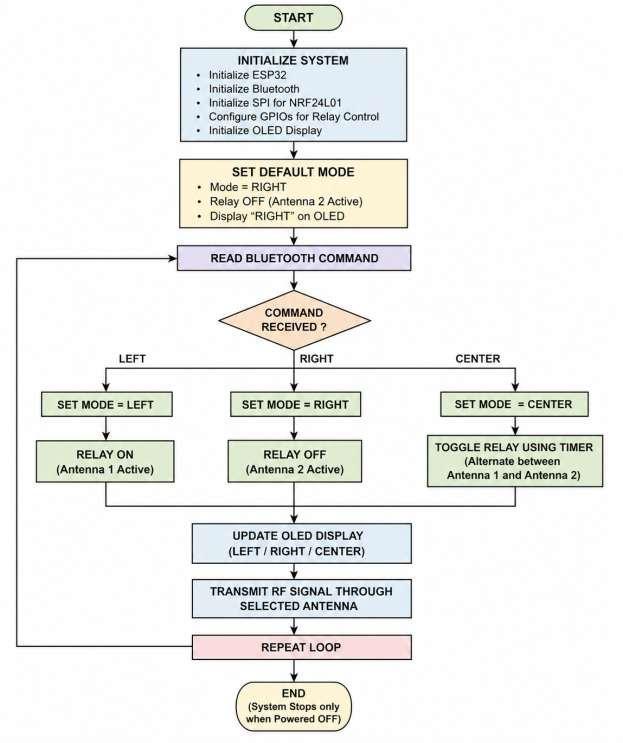 START
INITIALIZE SYSTEM
• Initialize ESP32
• Initialize Bluetooth
• Initialize SPI for NRF24L01
• Configure GPIOs for Relay Control
• Initialize OLED Display
SET DEFAULT MODE
• Mode = RIGHT
• Relay OFF (Antenna 2 Active)
• Display “RIGHT” on OLED
READ BLUETOOTH COMMAND
COMMAND
RECEIVED ?
LEFT
RIGHT
CENTER
SET MODE = LEFT
SET MODE = RIGHT
SET MODE = CENTER
RELAY ON
(Antenna 1 Active)
RELAY OFF
(Antenna 2 Active)
TOGGLE RELAY USING TIMER
(Alternate between
Antenna 1 and Antenna 2)
UPDATE OLED DISPLAY
(LEFT / RIGHT / CENTER)
TRANSMIT RF SIGNAL THROUGH
SELECTED ANTENNA
REPEAT LOOP
END
(System Stops only
when Powered OFF)